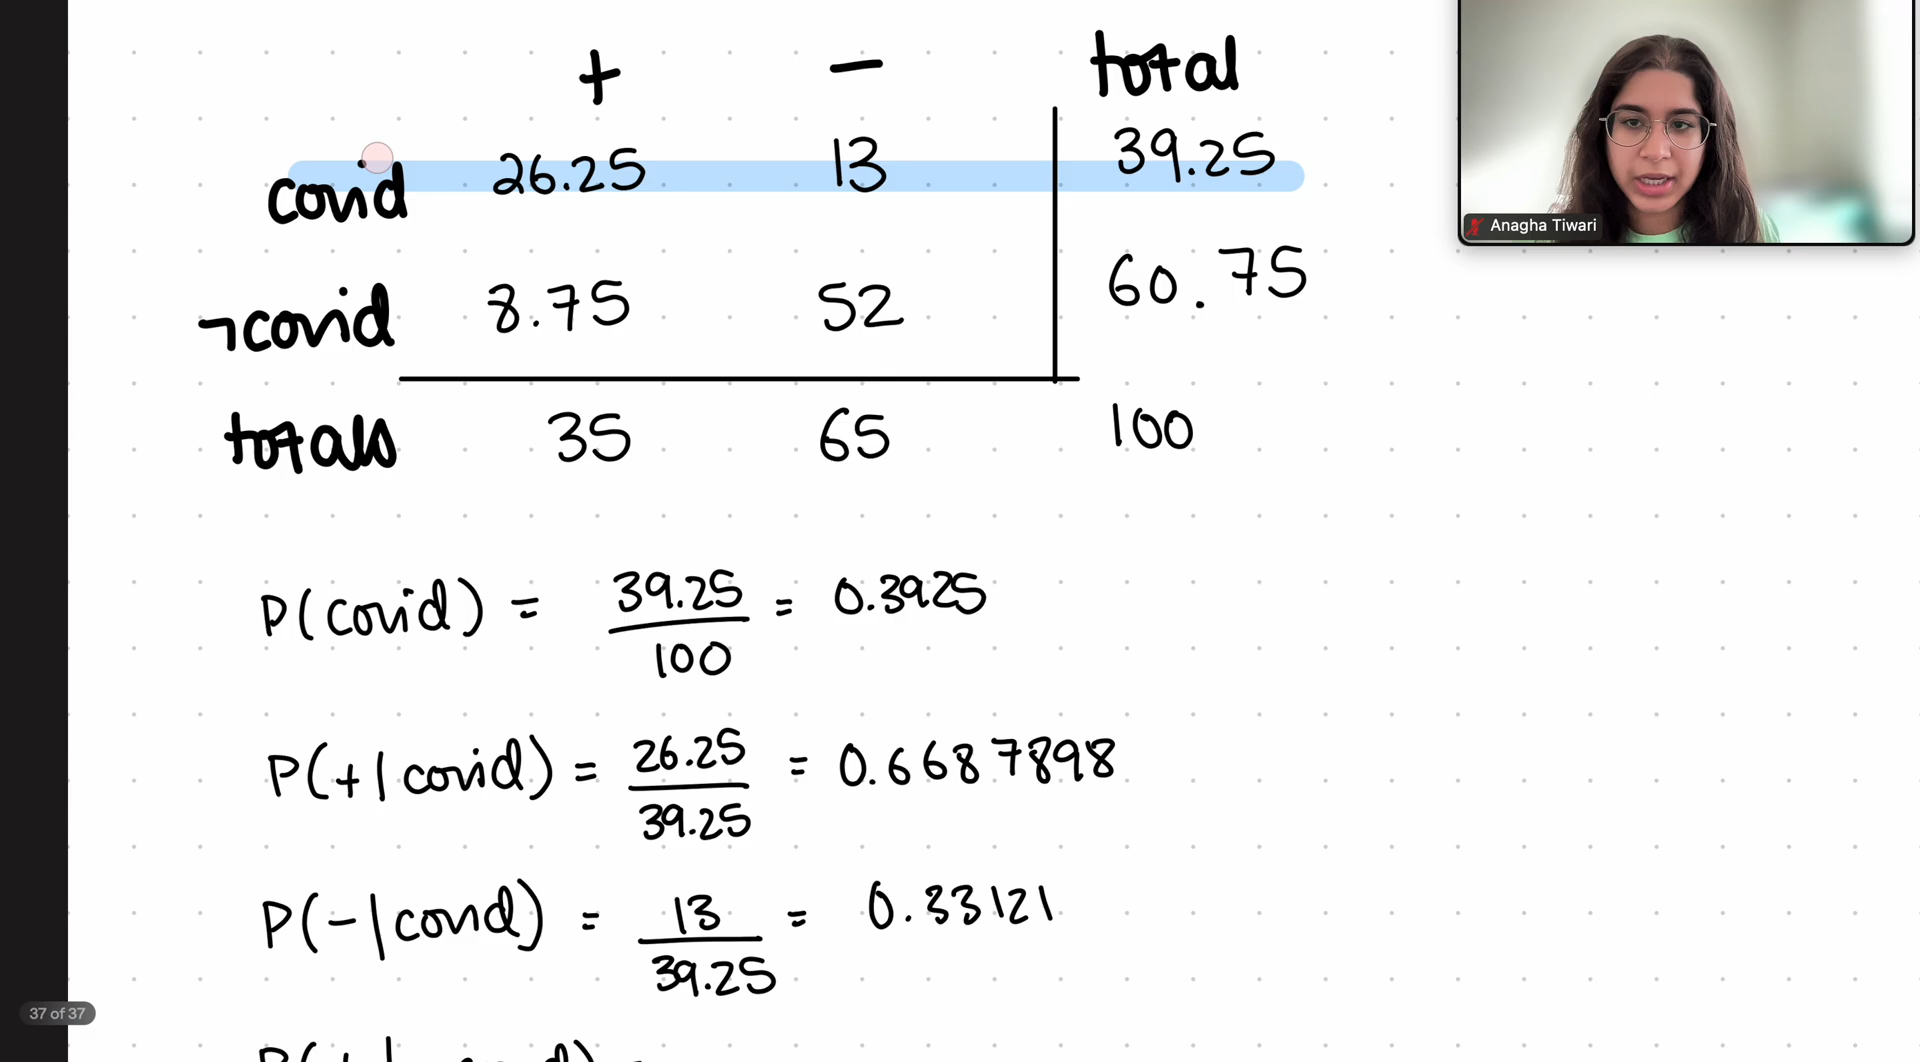 + − total
covid 26.25 13 39.25
¬covid 8.75 52 60.75
totals 35 65 100
P(covid) = 39.25/100 = 0.3925
P(+|covid) = 26.25/39.25 = 0.6687898
P(-|covid) = 13/39.25 = 0.33121
Anagha Tiwari
37 of 37